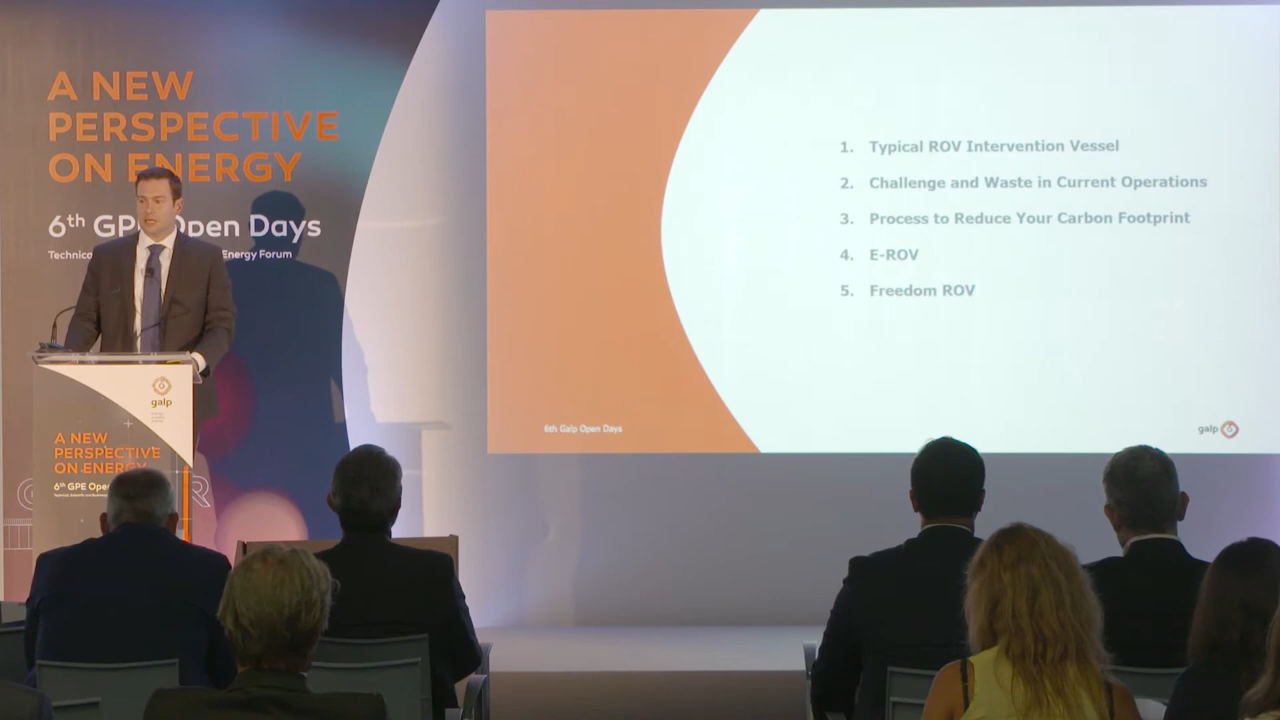 A NEW
PERSPECTIVE
ON ENERGY
6th GPE Open Days
Energy Forum
galp
A NEW
PERSPECTIVE
ON ENERGY
6th GPE Ope
1. Typical ROV Intervention Vessel
2. Challenge and Waste in Current Operations
3. Process to Reduce Your Carbon Footprint
4. E-ROV
5. Freedom ROV
6th Galp Open Days
galp